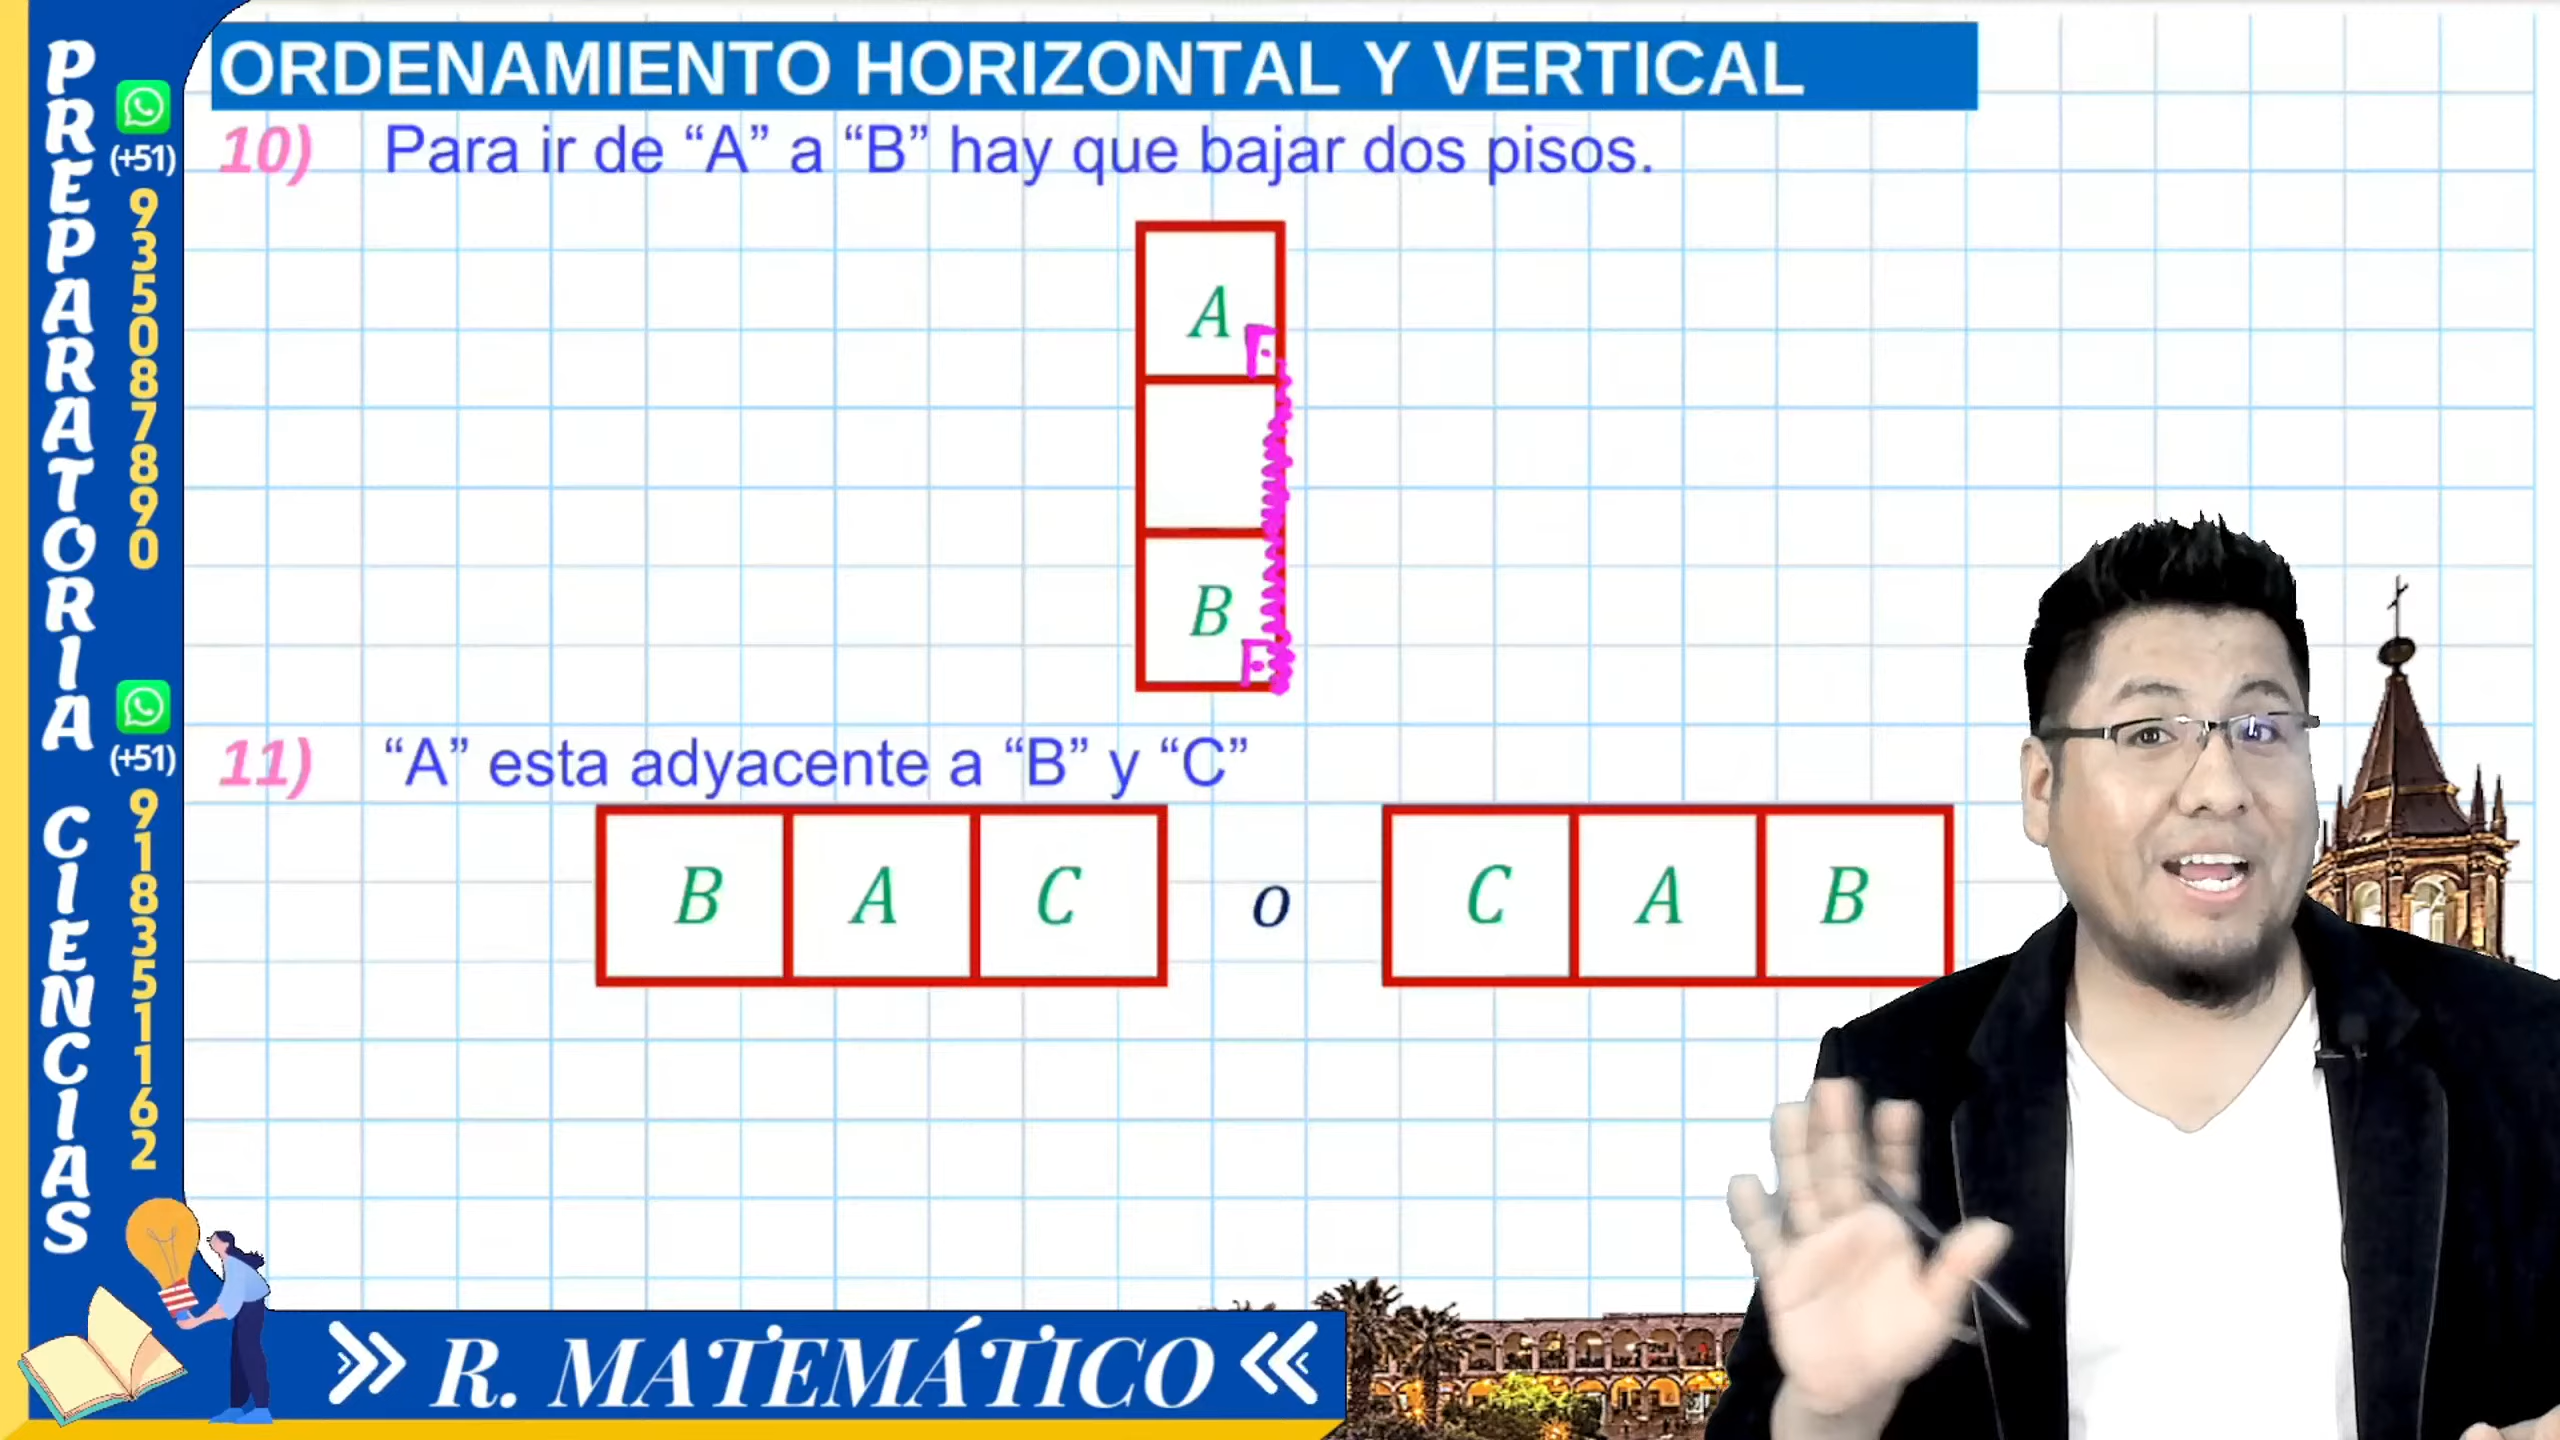 PREPARATORIA CIENCIAS
(+51)
935087890
(+51)
918351162
ORDENAMIENTO HORIZONTAL Y VERTICAL
10) Para ir de “A” a “B” hay que bajar dos pisos.
A
B
11) “A” esta adyacente a “B” y “C”
B A C o C A B
R. MATEMÁTICO